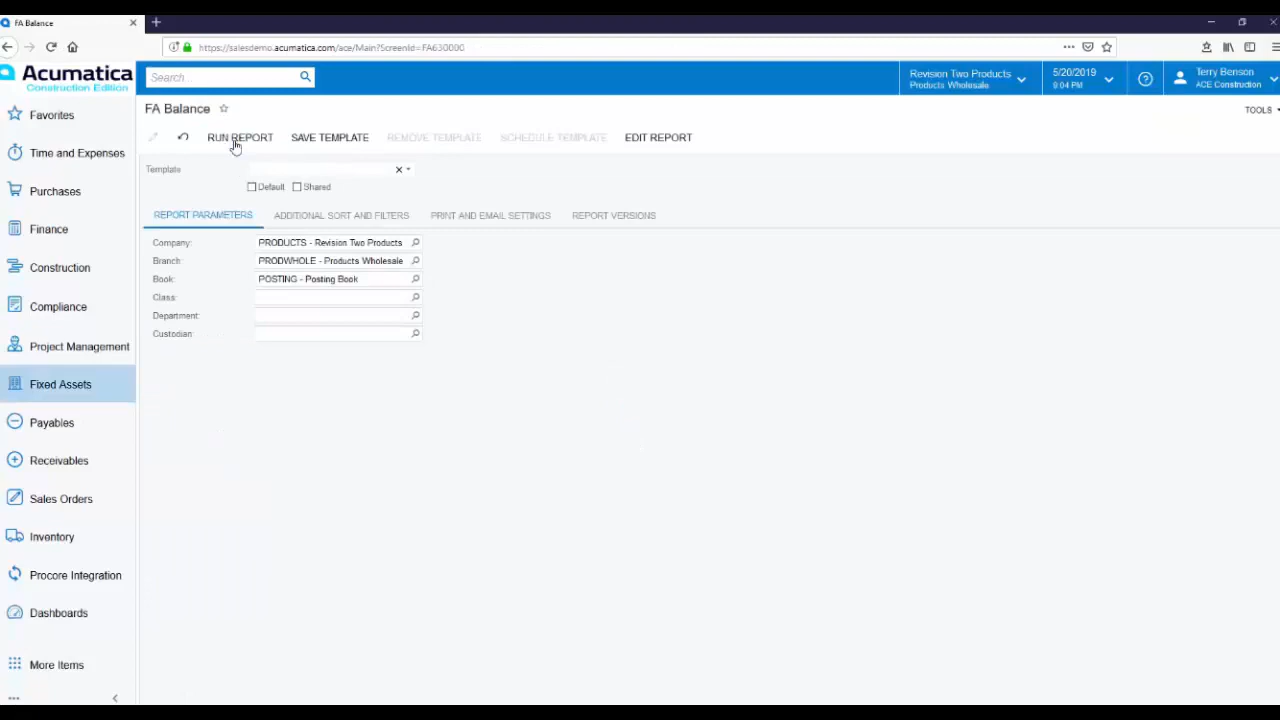 FA Balance
https://salesdemo.acumatica.com/ace/Main?ScreenId=FA630000
Acumatica
Construction Edition
Search...
Revision Two Products
Products Wholesale
5/20/2019
9:04 PM
Terry Benson
ACE Construction
Favorites
Time and Expenses
Purchases
Finance
Construction
Compliance
Project Management
Fixed Assets
Payables
Receivables
Sales Orders
Inventory
Procore Integration
Dashboards
More Items
FA Balance
TOOLS
RUN REPORT SAVE TEMPLATE REMOVE TEMPLATE SCHEDULE TEMPLATE EDIT REPORT
Template
Default Shared
REPORT PARAMETERS ADDITIONAL SORT AND FILTERS PRINT AND EMAIL SETTINGS REPORT VERSIONS
Company: PRODUCTS - Revision Two Products
Branch: PRODWHOLE - Products Wholesale
Book: POSTING - Posting Book
Class:
Department:
Custodian: